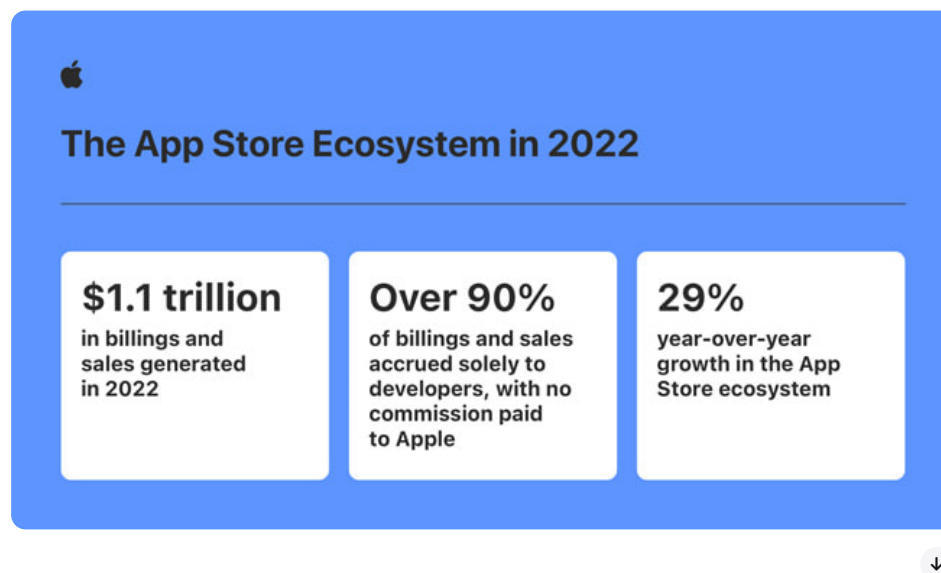 The App Store Ecosystem in 2022
$1.1 trillion
in billings and
sales generated
in 2022
Over 90%
of billings and sales
accrued solely to
developers, with no
commission paid
to Apple
29%
year-over-year
growth in the App
Store ecosystem